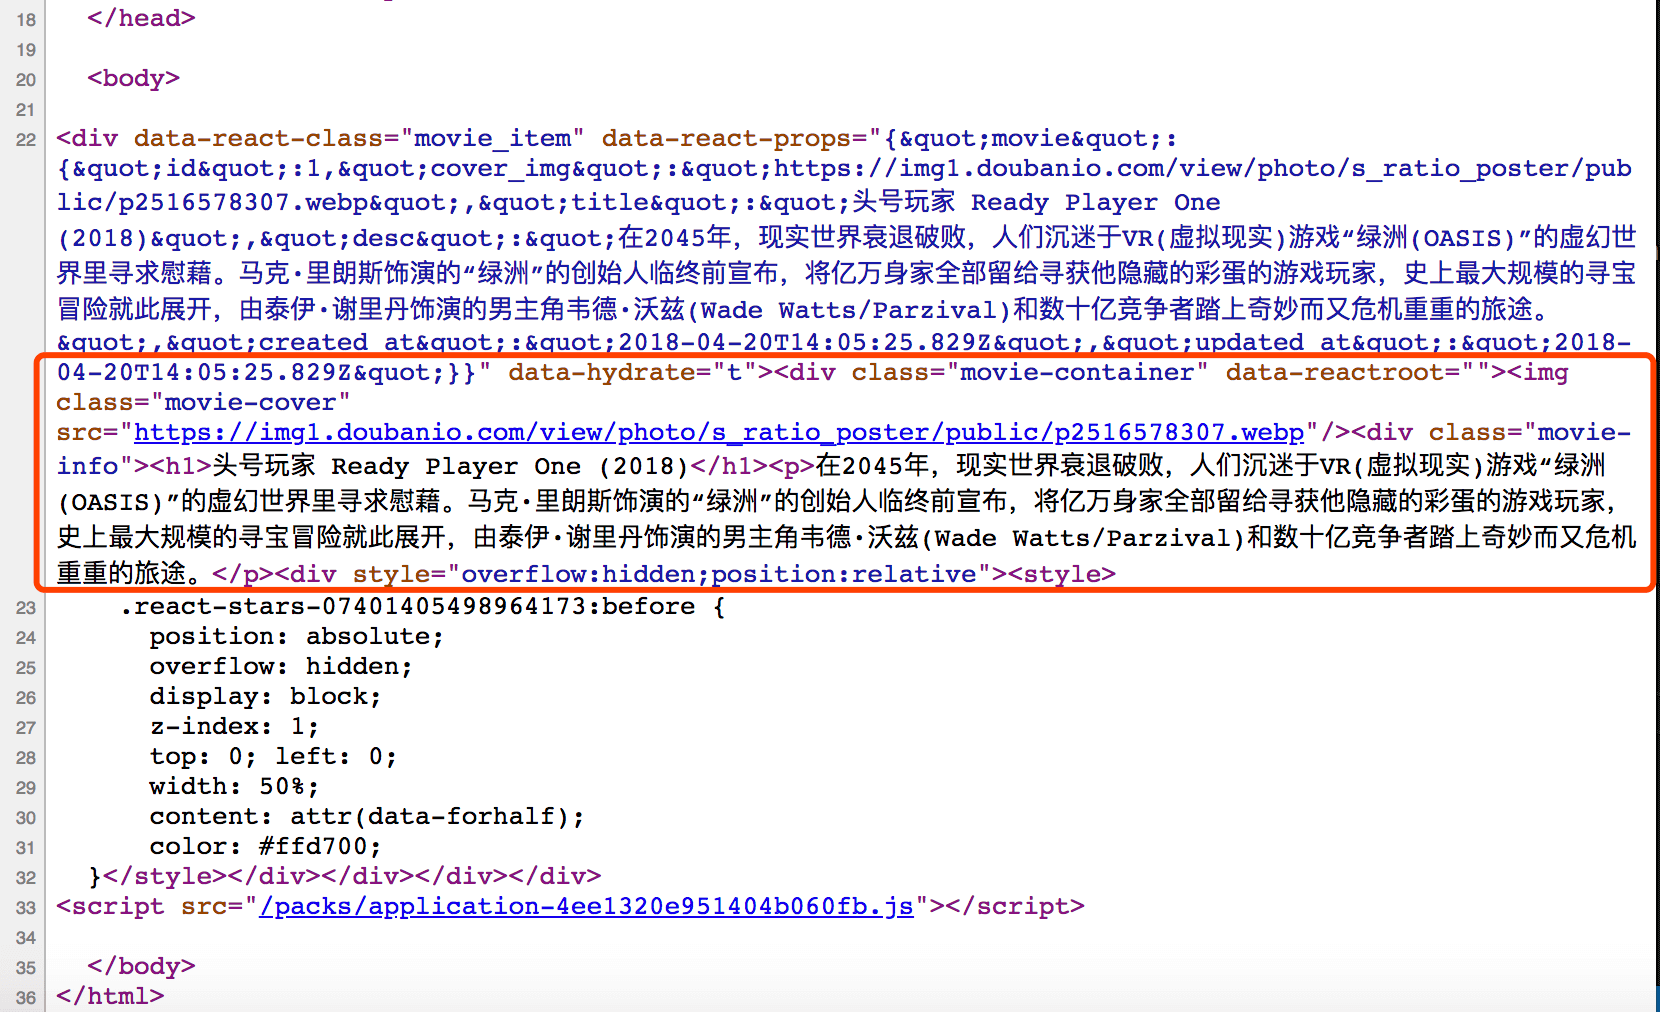 18 </head>
19
20 <body>
21
22 <div data-react-class="movie_item" data-react-props="{&quot;movie&quot;:
{&quot;id&quot;:1,&quot;cover_img&quot;:&quot;https://img1.doubanio.com/view/photo/s_ratio_poster/pub
lic/p2516578307.webp&quot;,&quot;title&quot;:&quot;头号玩家 Ready Player One
(2018)&quot;,&quot;desc&quot;:&quot;在2045年，现实世界衰退破败，人们沉迷于VR(虚拟现实)游戏“绿洲(OASIS)”的虚幻世
界里寻求慰藉。马克·里朗斯饰演的“绿洲”的创始人临终前宣布，将亿万身家全部留给寻获他隐藏的彩蛋的游戏玩家，史上最大规模的寻宝
冒险就此展开，由泰伊·谢里丹饰演的男主角韦德·沃兹(Wade Watts/Parzival)和数十亿竞争者踏上奇妙而又危机重重的旅途。
&quot;,&quot;created_at&quot;:&quot;2018-04-20T14:05:25.829Z&quot;,&quot;updated_at&quot;:&quot;2018-
04-20T14:05:25.829Z&quot;}}" data-hydrate="t"><div class="movie-container" data-reactroot=""><img
class="movie-cover"
src="https://img1.doubanio.com/view/photo/s_ratio_poster/public/p2516578307.webp"/><div class="movie-
info"><h1>头号玩家 Ready Player One (2018)</h1><p>在2045年，现实世界衰退破败，人们沉迷于VR(虚拟现实)游戏“绿洲
(OASIS)”的虚幻世界里寻求慰藉。马克·里朗斯饰演的“绿洲”的创始人临终前宣布，将亿万身家全部留给寻获他隐藏的彩蛋的游戏玩家，
史上最大规模的寻宝冒险就此展开，由泰伊·谢里丹饰演的男主角韦德·沃兹(Wade Watts/Parzival)和数十亿竞争者踏上奇妙而又危机
重重的旅途。</p><div style="overflow:hidden;position:relative"><style>
23 .react-stars-07401405498964173:before {
24 position: absolute;
25 overflow: hidden;
26 display: block;
27 z-index: 1;
28 top: 0; left: 0;
29 width: 50%;
30 content: attr(data-forhalf);
31 color: #ffd700;
32 }</style></div></div></div></div>
33 <script src="/packs/application-4ee1320e951404b060fb.js"></script>
34
35 </body>
36 </html>